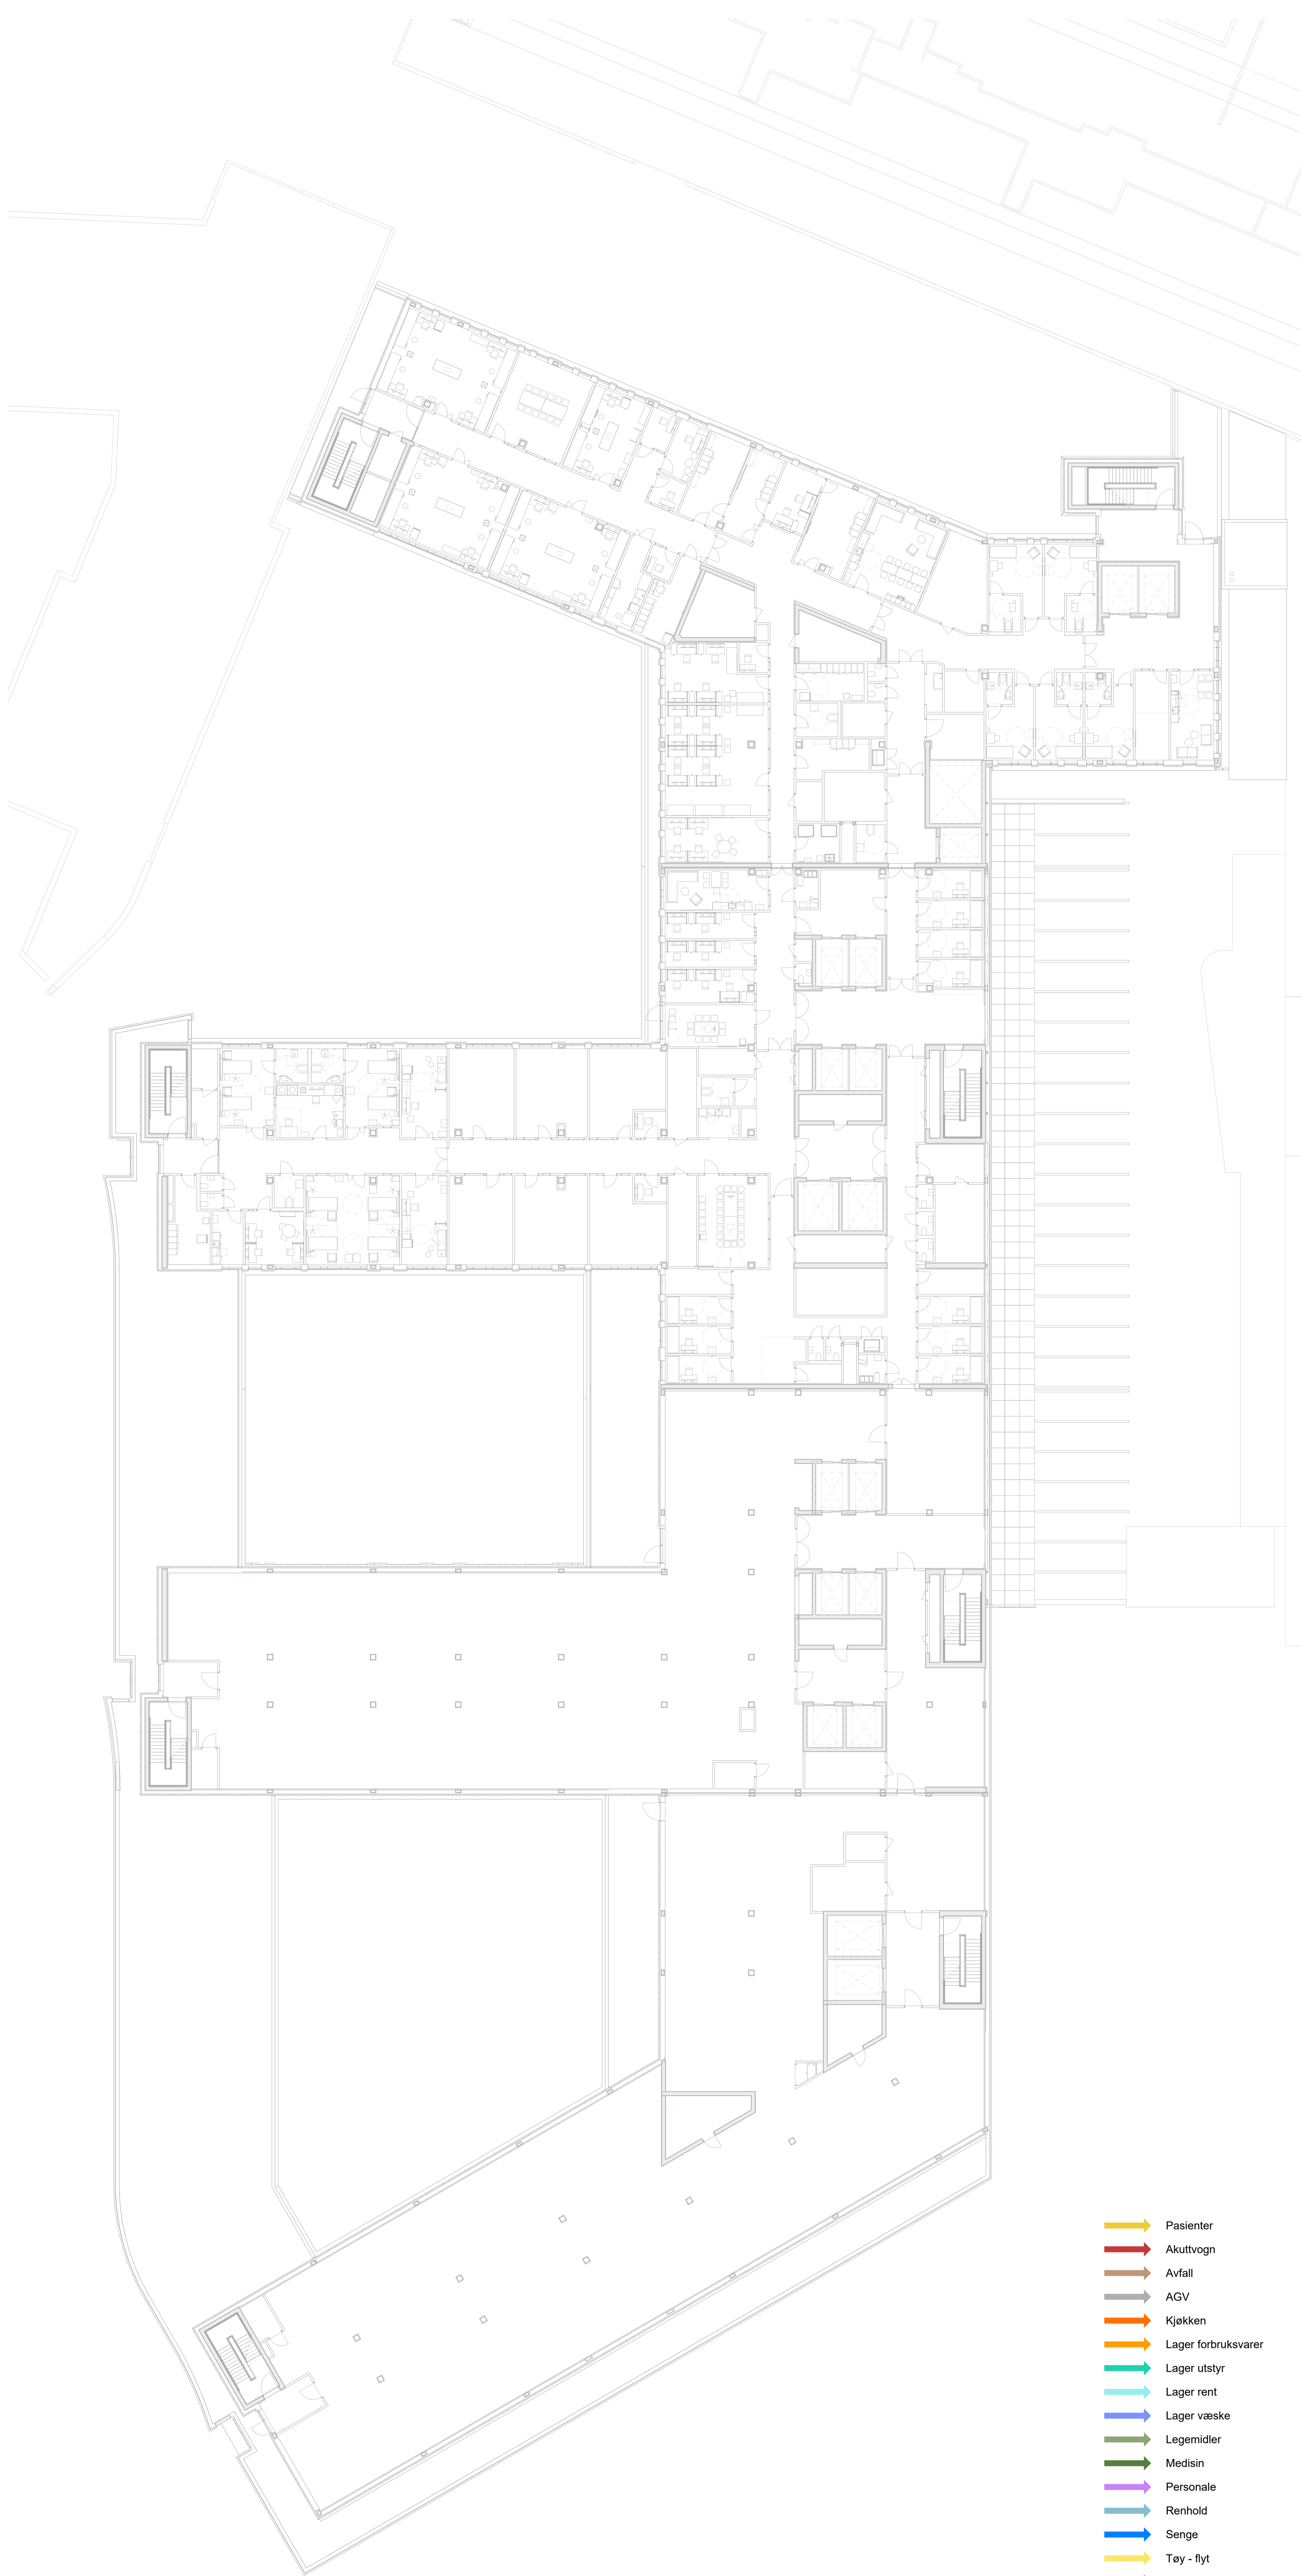 Pasienter
Akuttvogn
Avfall
AGV
Kjøkken
Lager forbruksvarer
Lager utstyr
Lager rent
Lager væske
Legemidler
Medisin
Personale
Renhold
Senge
Tøy - flyt